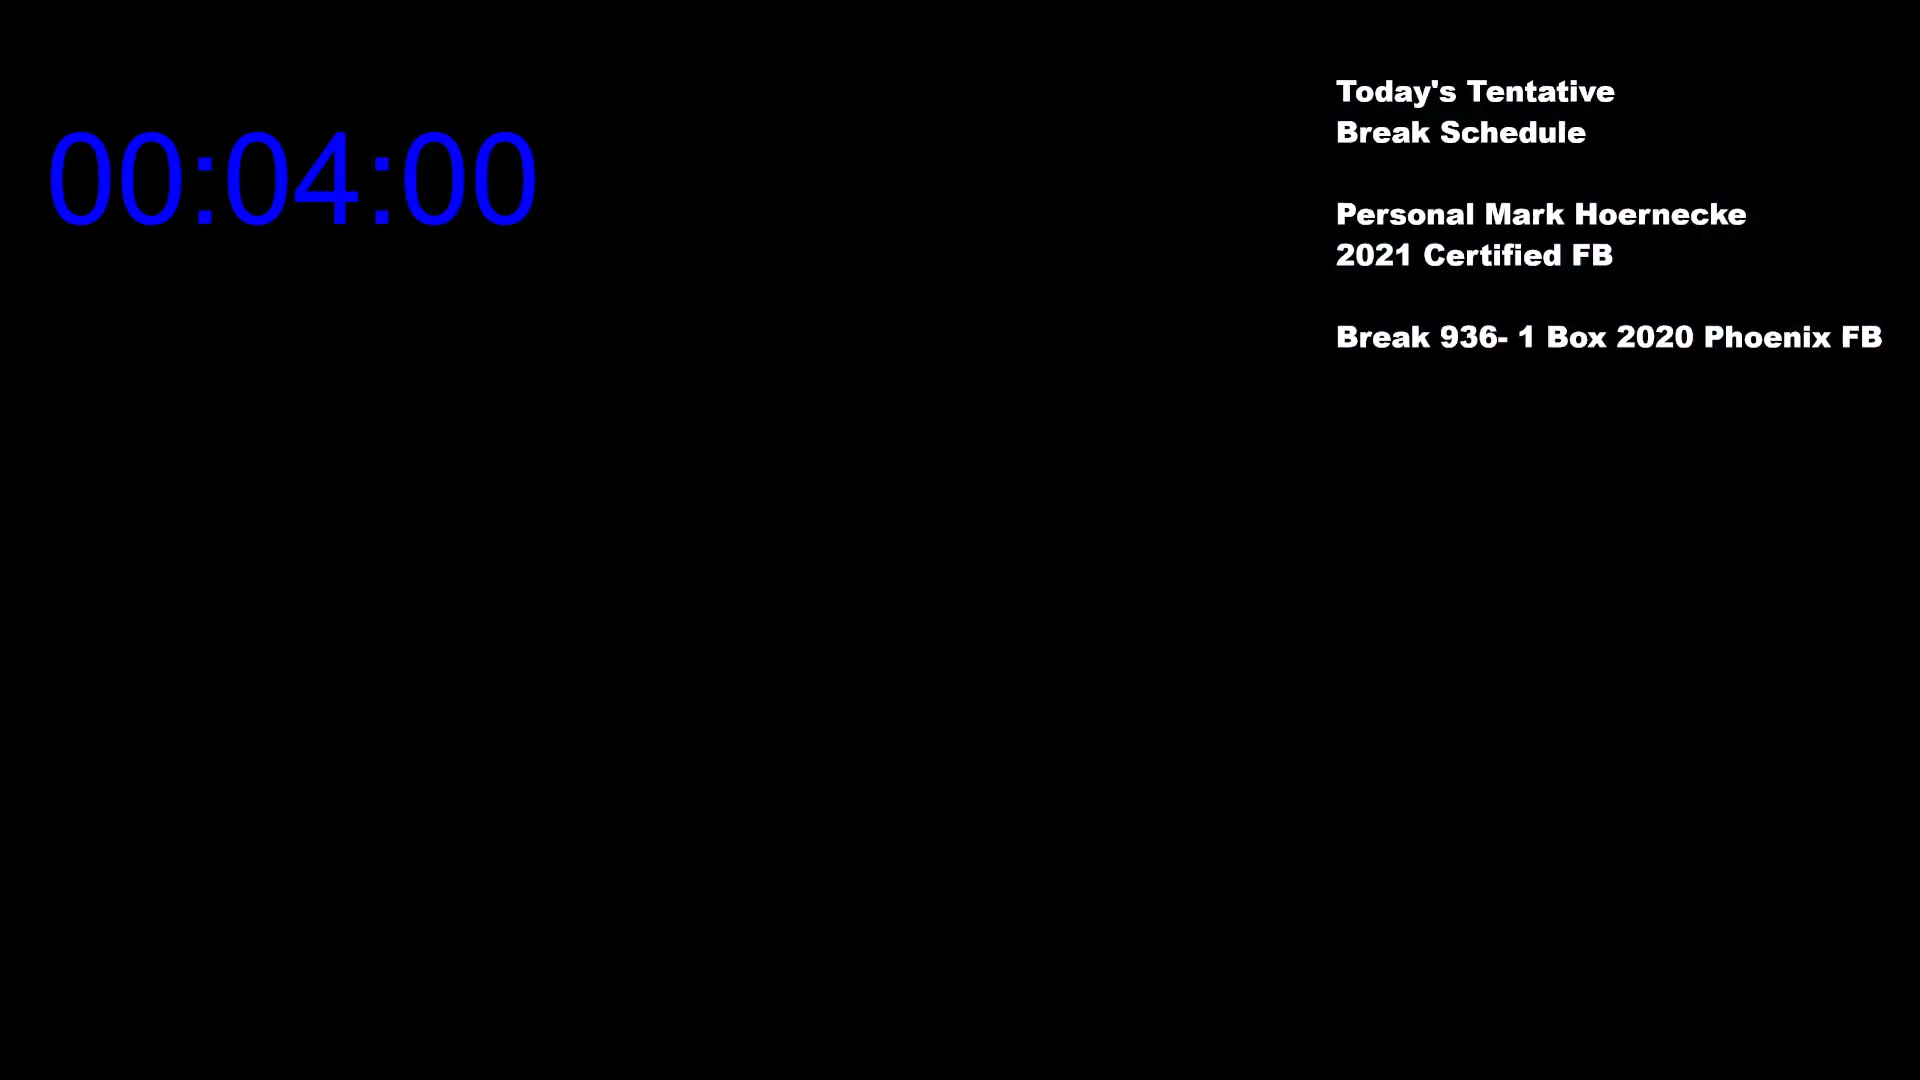 00:04:00
Today's Tentative
Break Schedule
Personal Mark Hoernecke
2021 Certified FB
Break 936- 1 Box 2020 Phoenix FB